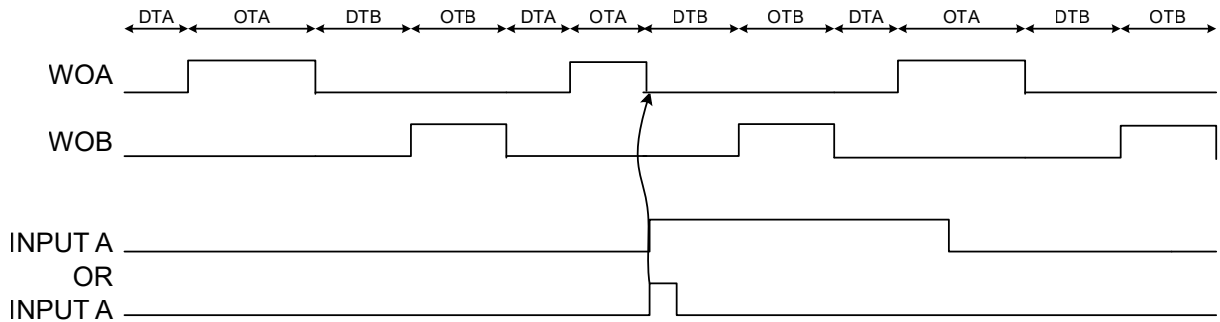 DTA OTA DTB OTB DTA OTA DTB OTB DTA OTA DTB OTB
WOA
WOB
INPUT A
OR
INPUT A